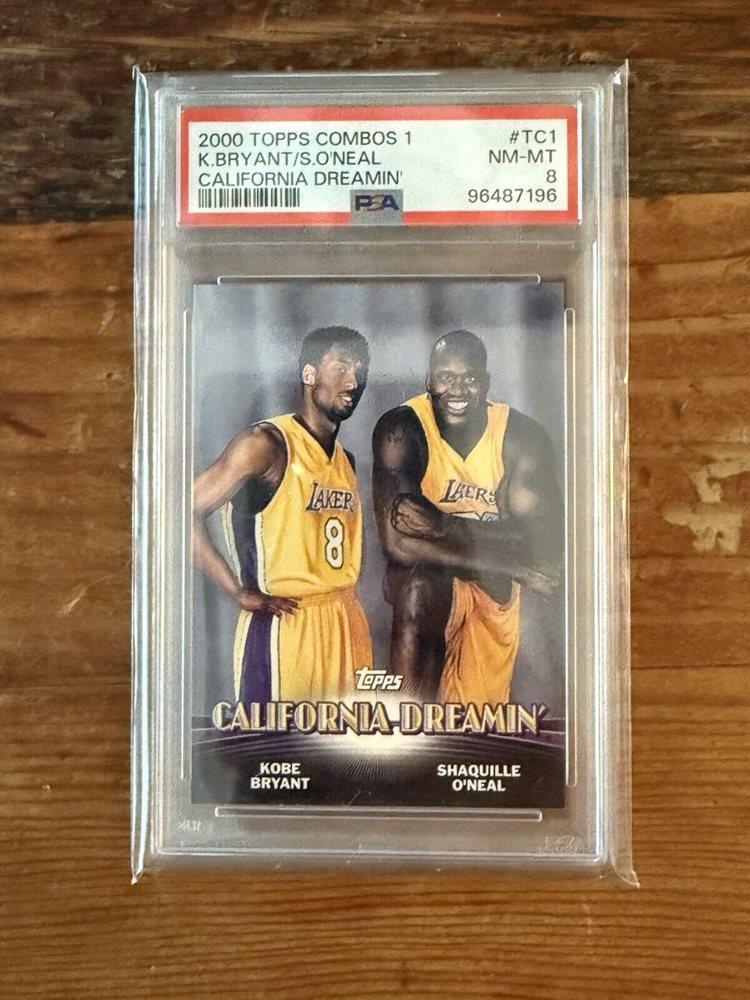 2000 TOPPS COMBOS 1 #TC1
K.BRYANT/S.O'NEAL NM-MT
CALIFORNIA DREAMIN' 8
PSA 96487196
LAKERS
8
LAKERS
Topps
CALIFORNIA DREAMIN'
KOBE
BRYANT
SHAQUILLE
O'NEAL